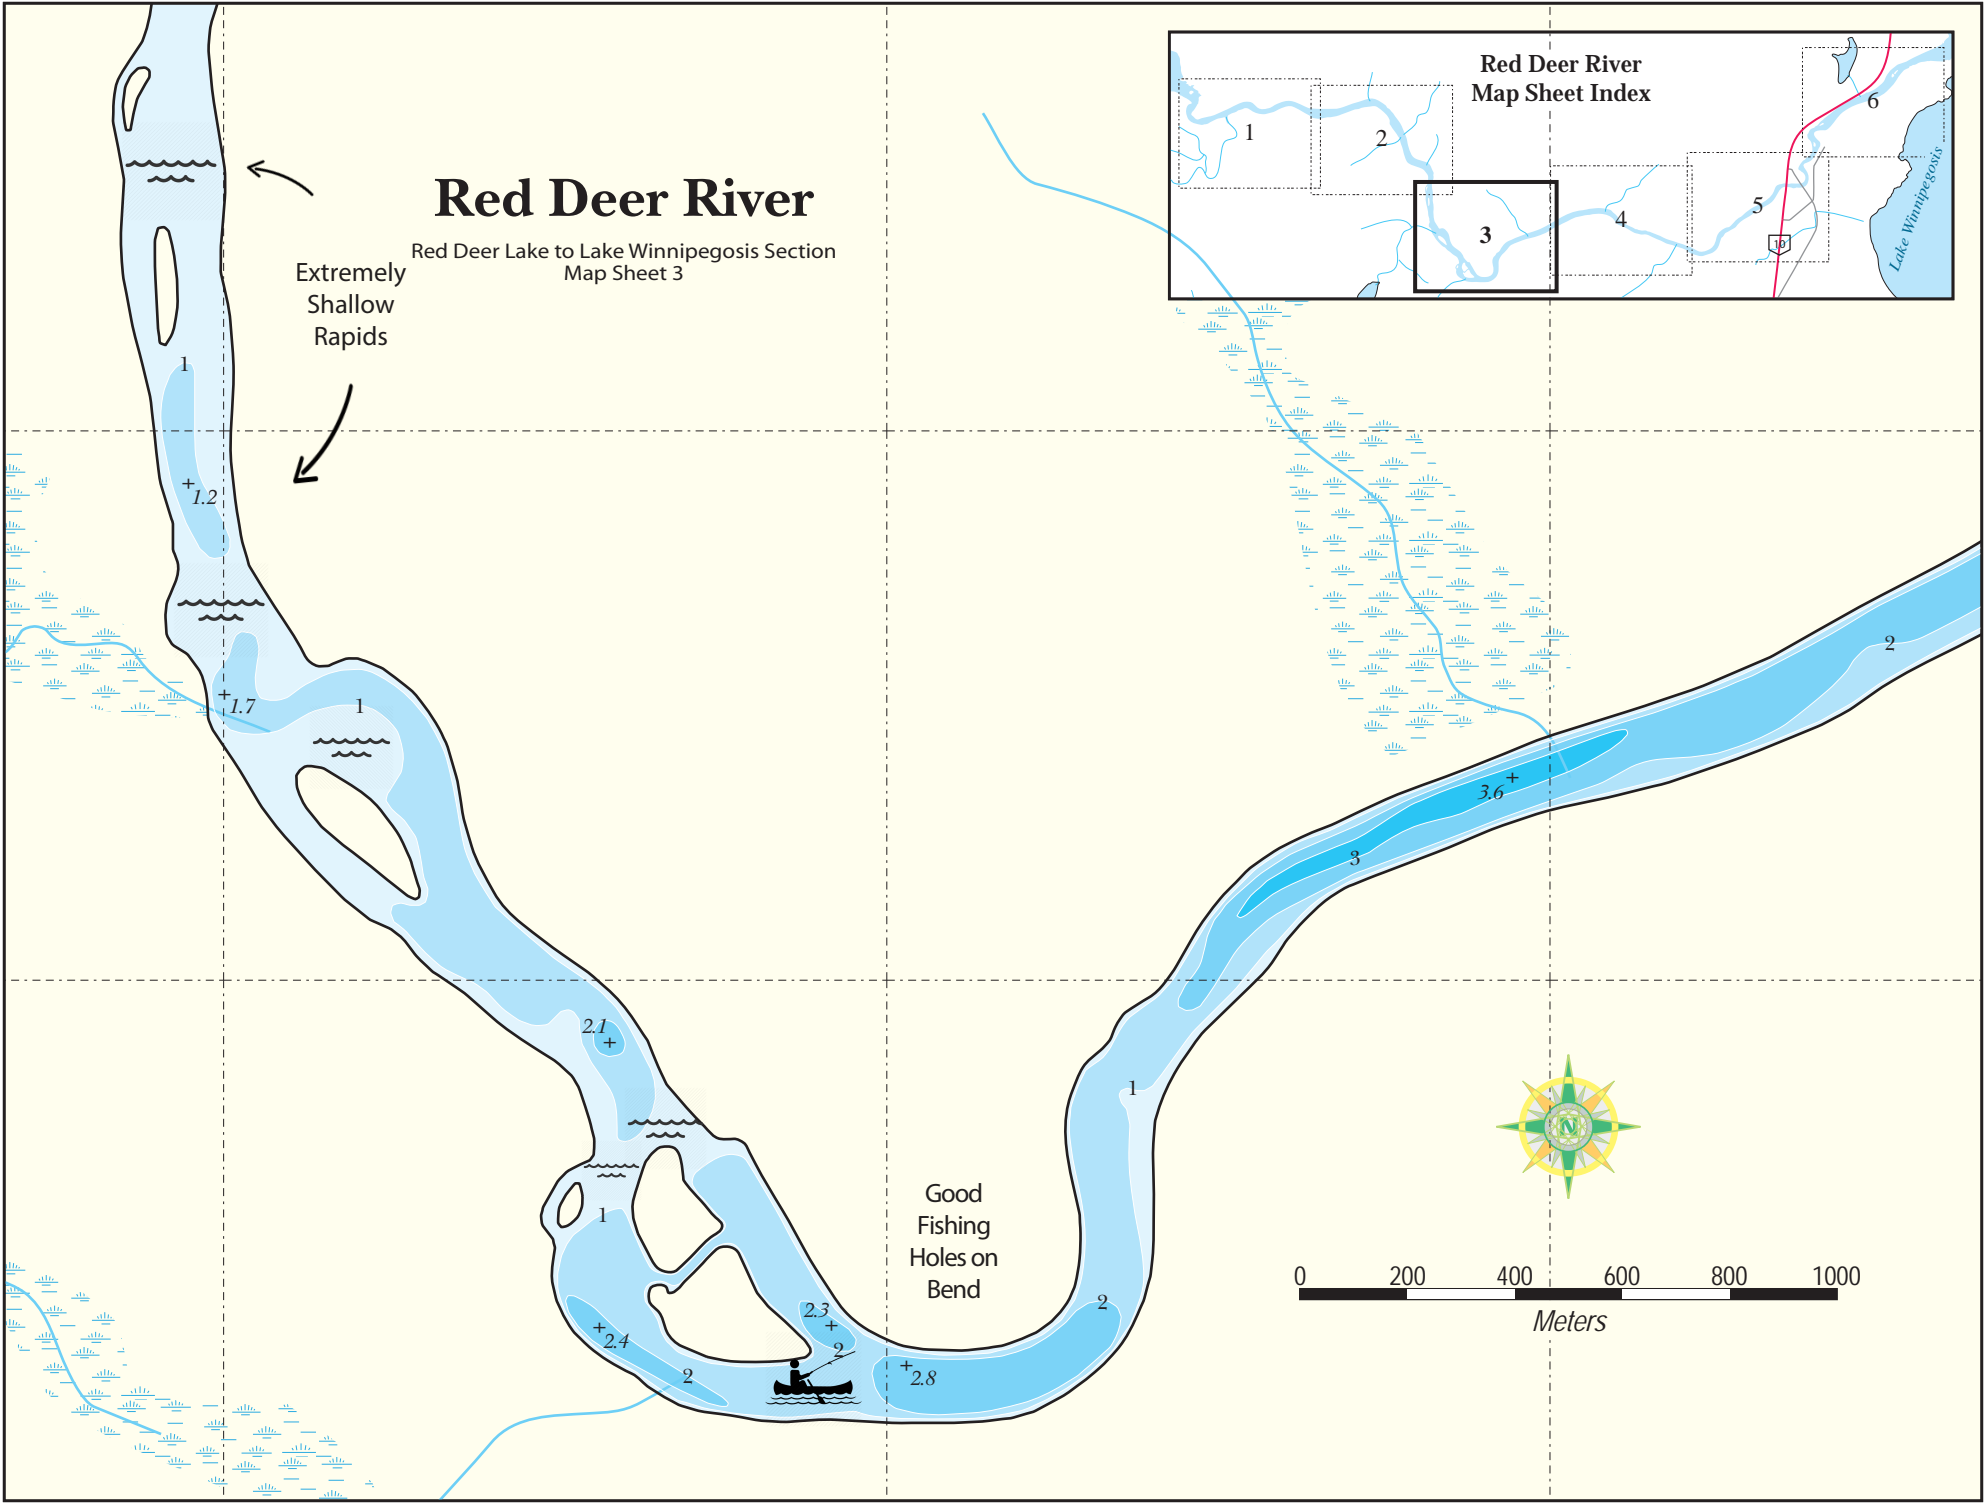 Red Deer River
Map Sheet Index
1
2
3
4
5
6
10
Lake Winnipegosis
Red Deer River
Red Deer Lake to Lake Winnipegosis Section
Map Sheet 3
Extremely
Shallow
Rapids
1
1.2
1.7
1
2
3.6
3
2.1
1
1
Good
Fishing
Holes on
Bend
2.3
2
2.4
2
2.8
2
N
0 200 400 600 800 1000
Meters